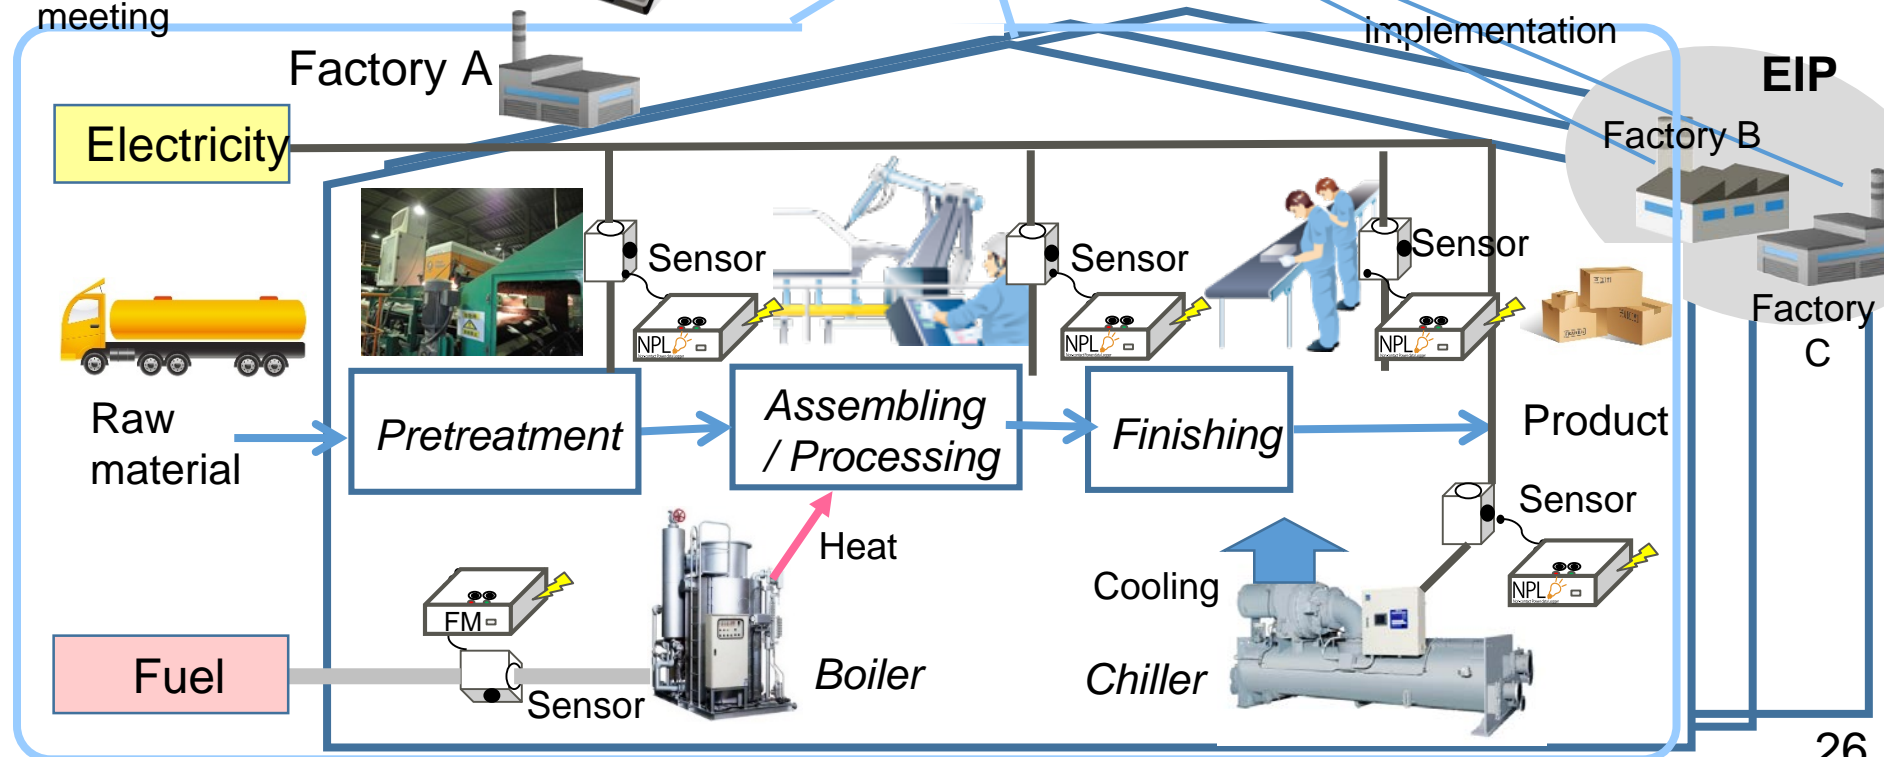 meeting
implementation
Factory A
EIP
Electricity
Factory B
Sensor
Sensor
Sensor
NPL
NPL
NPL
Factory
C
Raw
material
Pretreatment
Assembling
/ Processing
Finishing
Product
Sensor
Heat
Cooling
NPL
FM
Fuel
Sensor
Boiler
Chiller
26